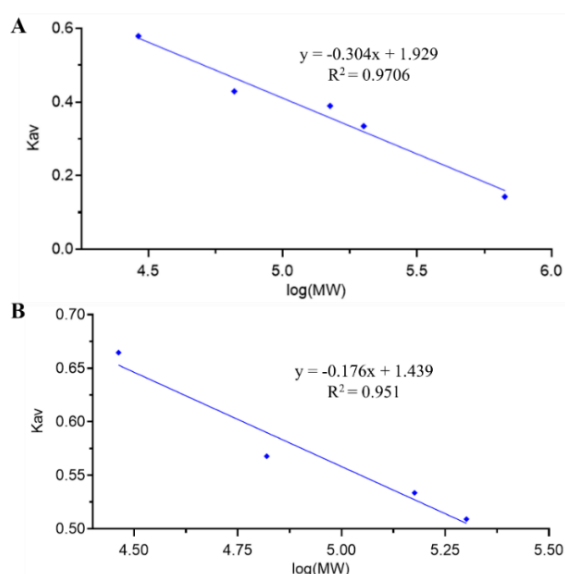 A
0.6
y = -0.304x + 1.929
R² = 0.9706
0.4
Kav
0.2
0.0
4.5 5.0 5.5 6.0
log(MW)
B
0.70
0.65
y = -0.176x + 1.439
R² = 0.951
Kav
0.60
0.55
0.50
4.50 4.75 5.00 5.25 5.50
log(MW)